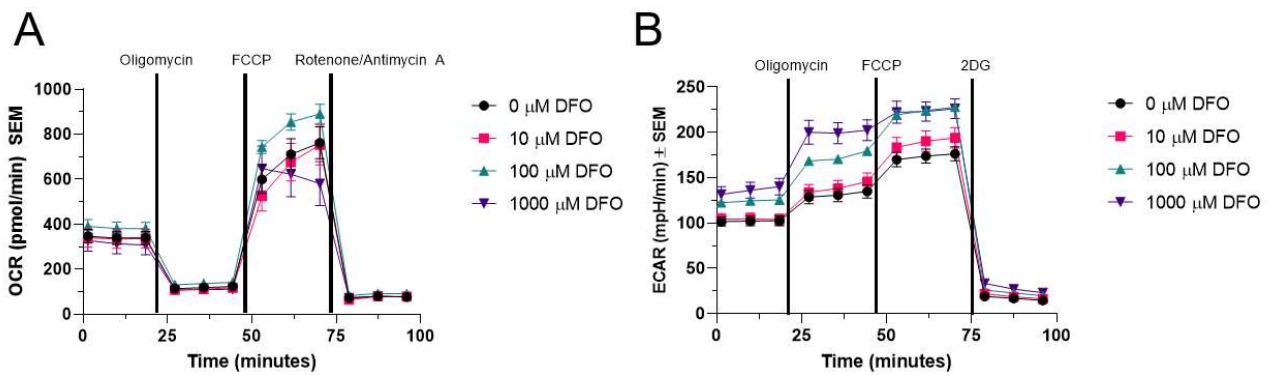 A
Oligomycin FCCP Rotenone/Antimycin A
OCR (pmol/min) SEM
1000
800
600
400
200
0
0 25 50 75 100
Time (minutes)
0 μM DFO
10 μM DFO
100 μM DFO
1000 μM DFO
B
Oligomycin FCCP 2DG
ECAR (mpH/min) ± SEM
250
200
150
100
50
0
0 25 50 75 100
Time (minutes)
0 μM DFO
10 μM DFO
100 μM DFO
1000 μM DFO